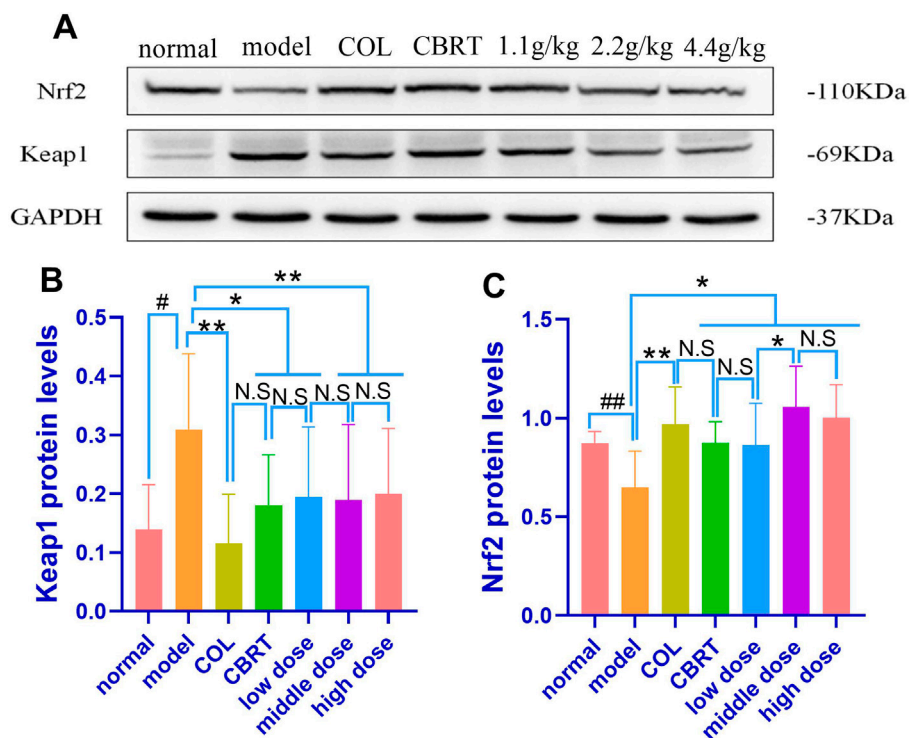 A
normal model COL CBRT 1.1g/kg 2.2g/kg 4.4g/kg
Nrf2 -110KDa
Keap1 -69KDa
GAPDH -37KDa
B
Keap1 protein levels
0.5
0.4
0.3
0.2
0.1
0.0
# ** * **
N.S N.S N.S N.S
normal model COL CBRT low dose middle dose high dose
C
Nrf2 protein levels
1.5
1.0
0.5
0.0
*
## ** N.S N.S * N.S
normal model COL CBRT low dose middle dose high dose